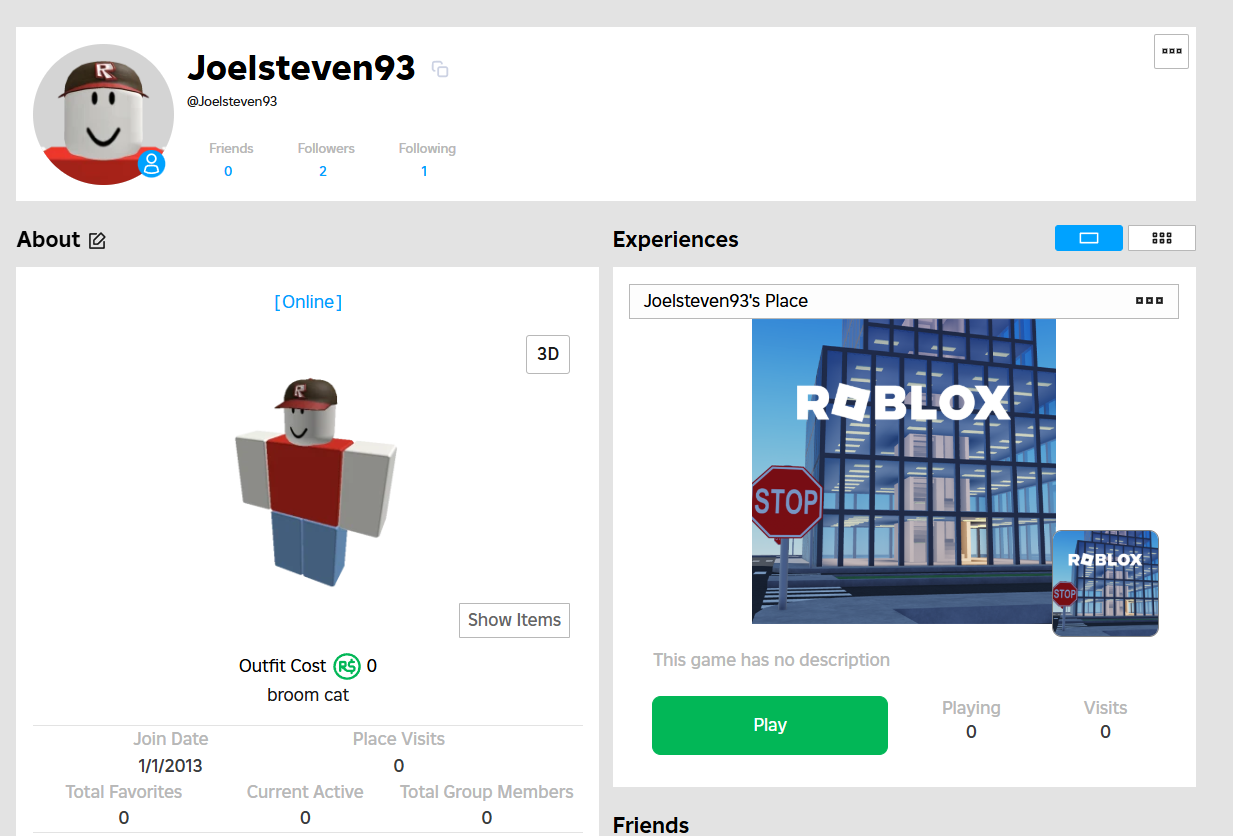 Joelsteven93
@Joelsteven93
Friends Followers Following
0 2 1
About
[Online]
3D
Show Items
Outfit Cost R$ 0
broom cat
Join Date Place Visits
1/1/2013 0
Total Favorites Current Active Total Group Members
0 0 0
Experiences
Joelsteven93's Place
ROBLOX
STOP
ROBLOX
STOP
This game has no description
Play
Playing Visits
0 0
Friends